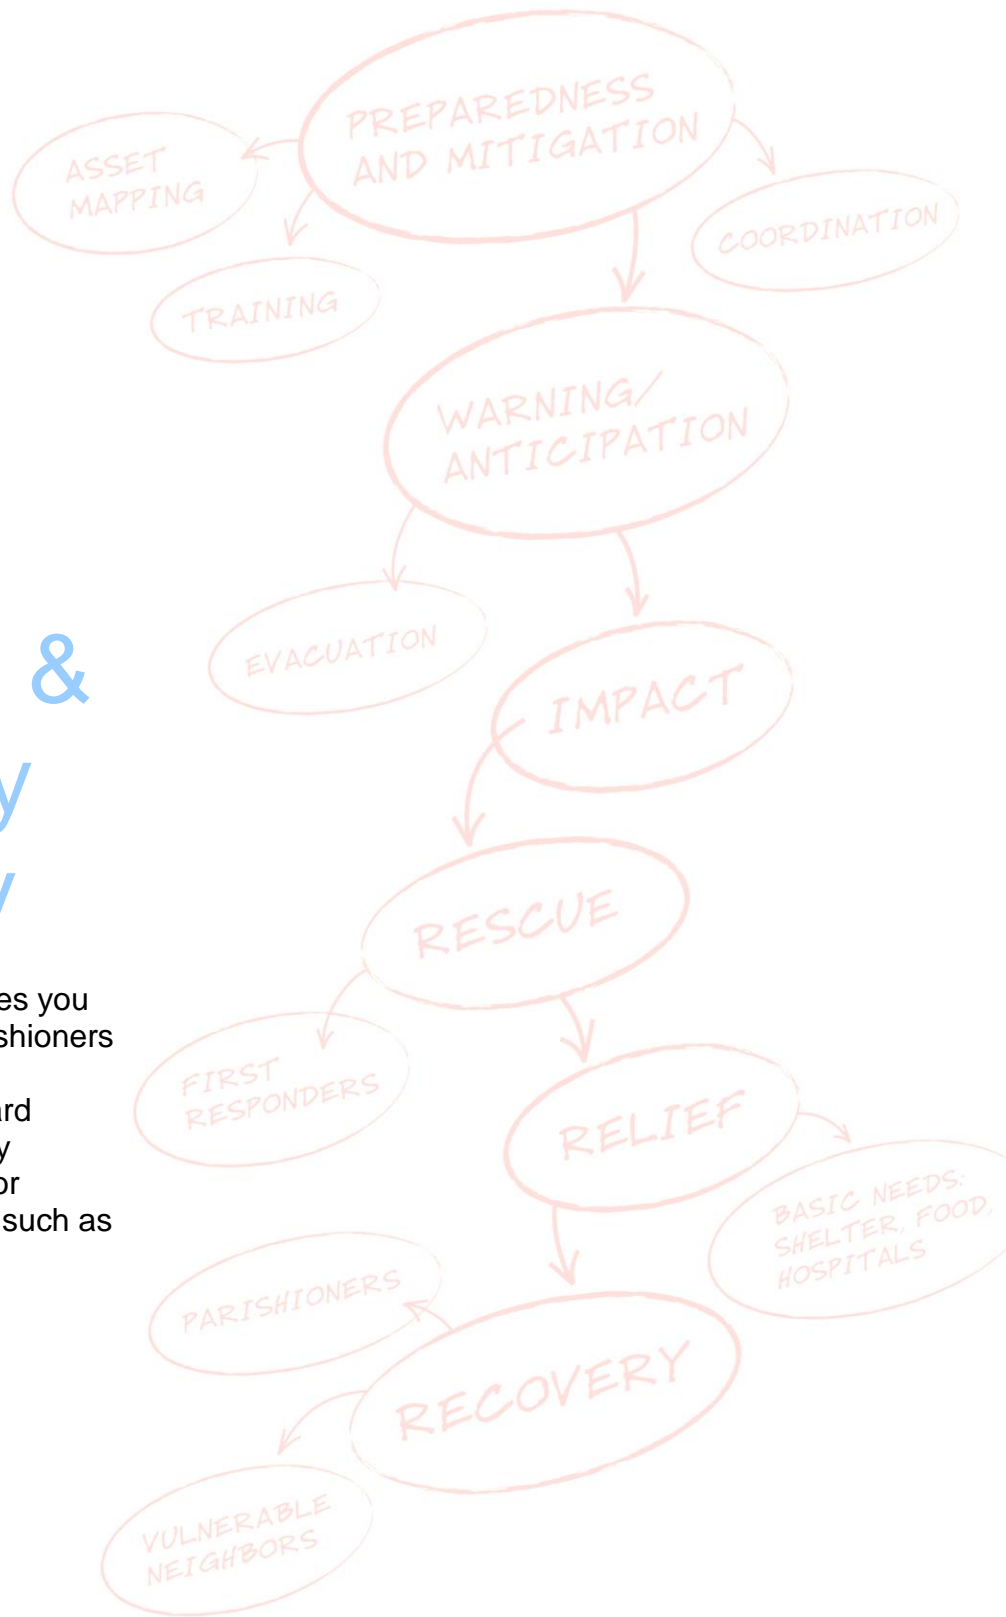 PREPAREDNESS
AND MITIGATION
ASSET
MAPPING
COORDINATION
TRAINING
WARNING/
ANTICIPATION
EVACUATION
&
y
y
IMPACT
RESCUE
es you
shioners
ard
y
or
such as
FIRST
RESPONDERS
RELIEF
BASIC NEEDS:
SHELTER, FOOD,
HOSPITALS
PARISHIONERS
RECOVERY
VULNERABLE
NEIGHBORS